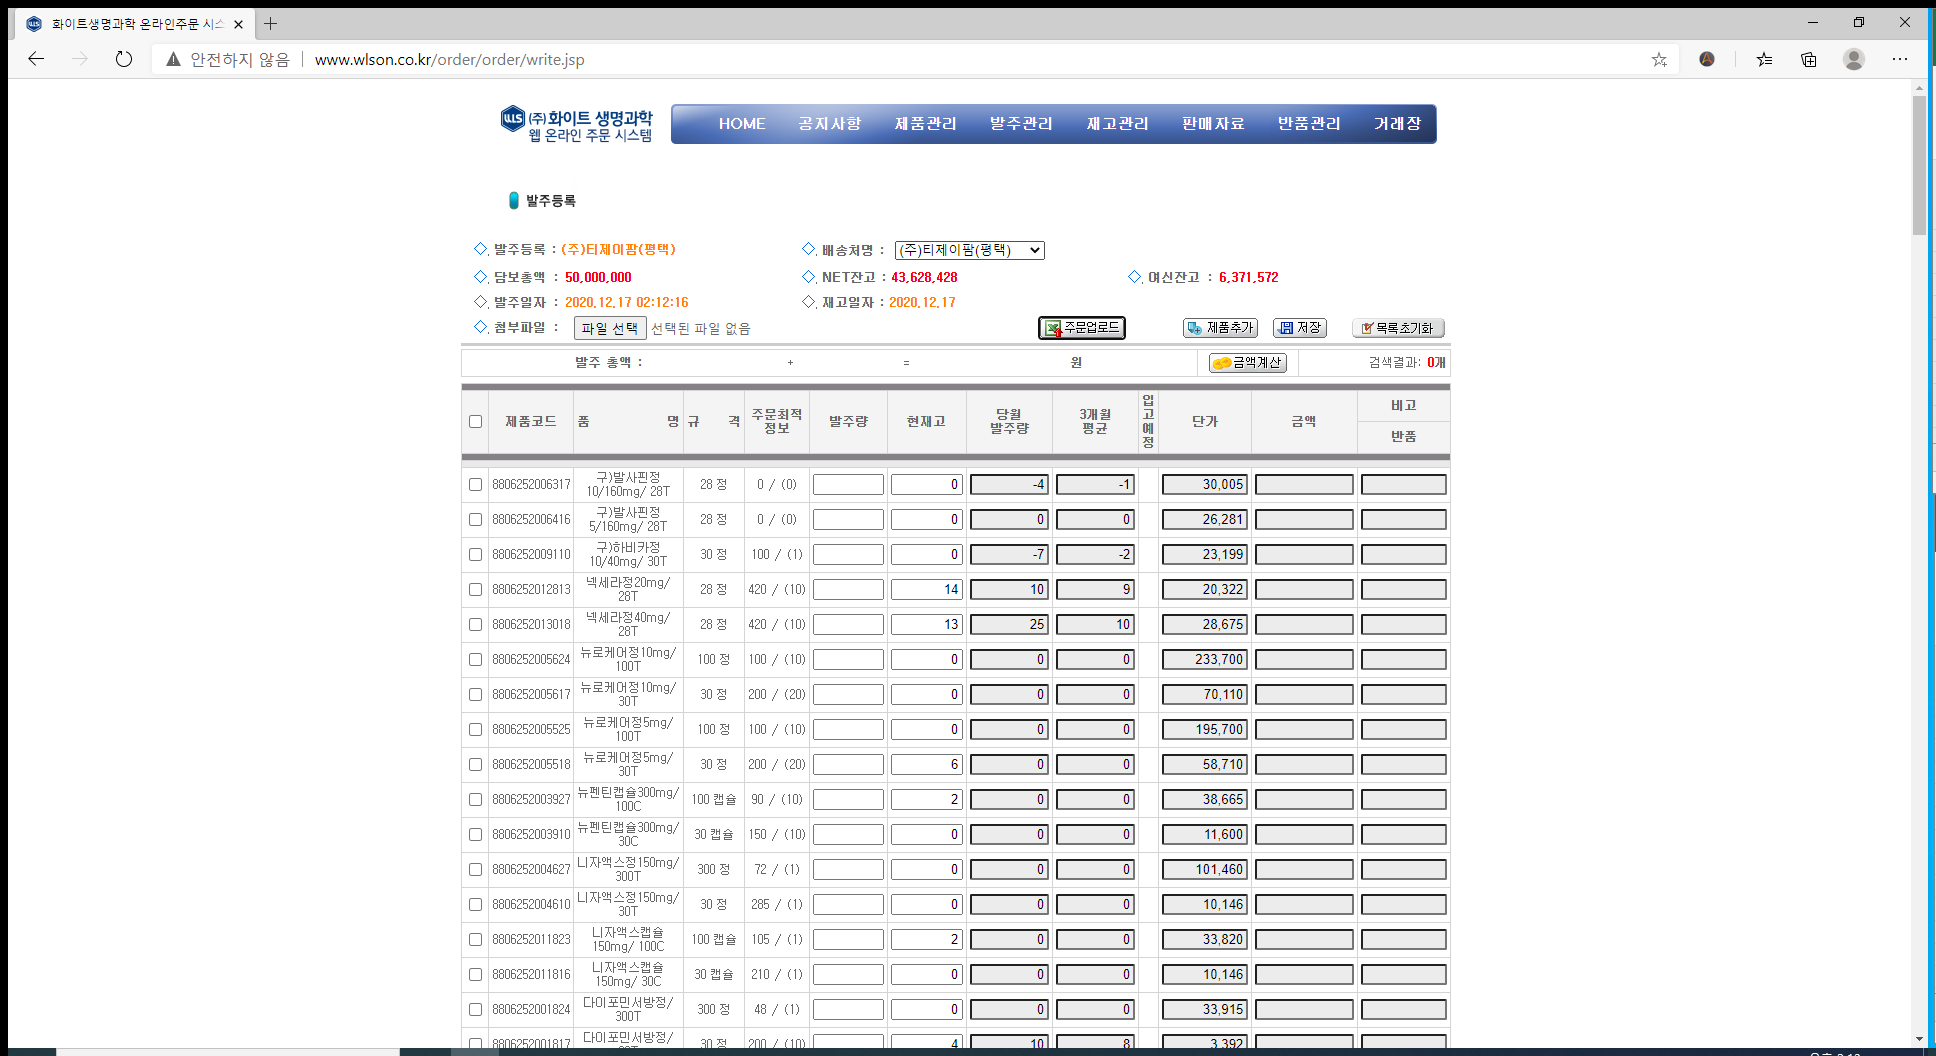 화이트생명과학 온라인주문 시스
안전하지 않음 www.wlson.co.kr/order/order/write.jsp
WLS (주)화이트 생명과학
웹 온라인 주문 시스템
HOME 공지사항 제품관리 발주관리 재고관리 판매자료 반품관리 거래장
발주등록
발주등록 : (주)티제이팜(평택) 배송처명 : (주)티제이팜(평택)
담보총액 : 50,000,000 NET잔고 : 43,628,428 여신잔고 : 6,371,572
발주일자 : 2020.12.17 02:12:16 재고일자 : 2020.12.17
첨부파일 : 파일 선택 선택된 파일 없음 주문업로드 제품추가 저장 목록초기화
발주 총액 : + = 원 금액계산 검색결과: 0개
제품코드 품 명 규 격 주문최적 정보 발주량 현재고 당월 발주량 3개월 평균 입고예정 단가 금액 비고 반품
8806252006317 구)발사핀정 10/160mg/ 28T 28 정 0 / (0) 0 -4 -1 30,005
8806252006416 구)발사핀정 5/160mg/ 28T 28 정 0 / (0) 0 0 0 26,281
8806252009110 구)하비카정 10/40mg/ 30T 30 정 100 / (1) 0 -7 -2 23,199
8806252012813 넥세라정20mg/ 28T 28 정 420 / (10) 14 10 9 20,322
8806252013018 넥세라정40mg/ 28T 28 정 420 / (10) 13 25 10 28,675
8806252005624 뉴로케어정10mg/ 100T 100 정 100 / (10) 0 0 0 233,700
8806252005617 뉴로케어정10mg/ 30T 30 정 200 / (20) 0 0 0 70,110
8806252005525 뉴로케어정5mg/ 100T 100 정 100 / (10) 0 0 0 195,700
8806252005518 뉴로케어정5mg/ 30T 30 정 200 / (20) 6 0 0 58,710
8806252003927 뉴펜틴캡슐300mg/ 100C 100 캡슐 90 / (10) 2 0 0 38,665
8806252003910 뉴펜틴캡슐300mg/ 30C 30 캡슐 150 / (10) 0 0 0 11,600
8806252004627 니자액스정150mg/ 300T 300 정 72 / (1) 0 0 0 101,460
8806252004610 니자액스정150mg/ 30T 30 정 285 / (1) 0 0 0 10,146
8806252011823 니자액스캡슐 150mg/ 100C 100 캡슐 105 / (1) 2 0 0 33,820
8806252011816 니자액스캡슐 150mg/ 30C 30 캡슐 210 / (1) 0 0 0 10,146
8806252001824 다이포민서방정/ 300T 300 정 48 / (1) 0 0 0 33,915
8806252001817 다이포민서방정/ 30 정 200 / (10) 4 10 8 3,392